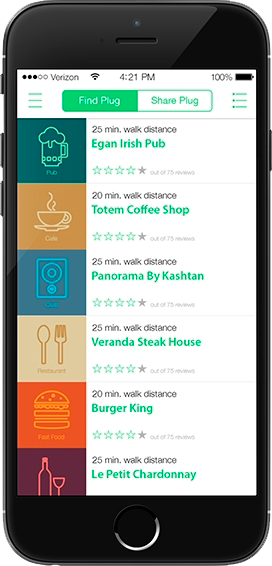 Verizon 4:21 PM 100%
Find Plug Share Plug
25 min. walk distance
Egan Irish Pub
Pub
out of 75 reviews
20 min. walk distance
Totem Coffee Shop
Cafe
out of 75 reviews
25 min. walk distance
Panorama By Kashtan
Club
out of 75 reviews
25 min. walk distance
Veranda Steak House
Restaurant
out of 75 reviews
20 min. walk distance
Burger King
Fast Food
out of 75 reviews
25 min. walk distance
Le Petit Chardonnay